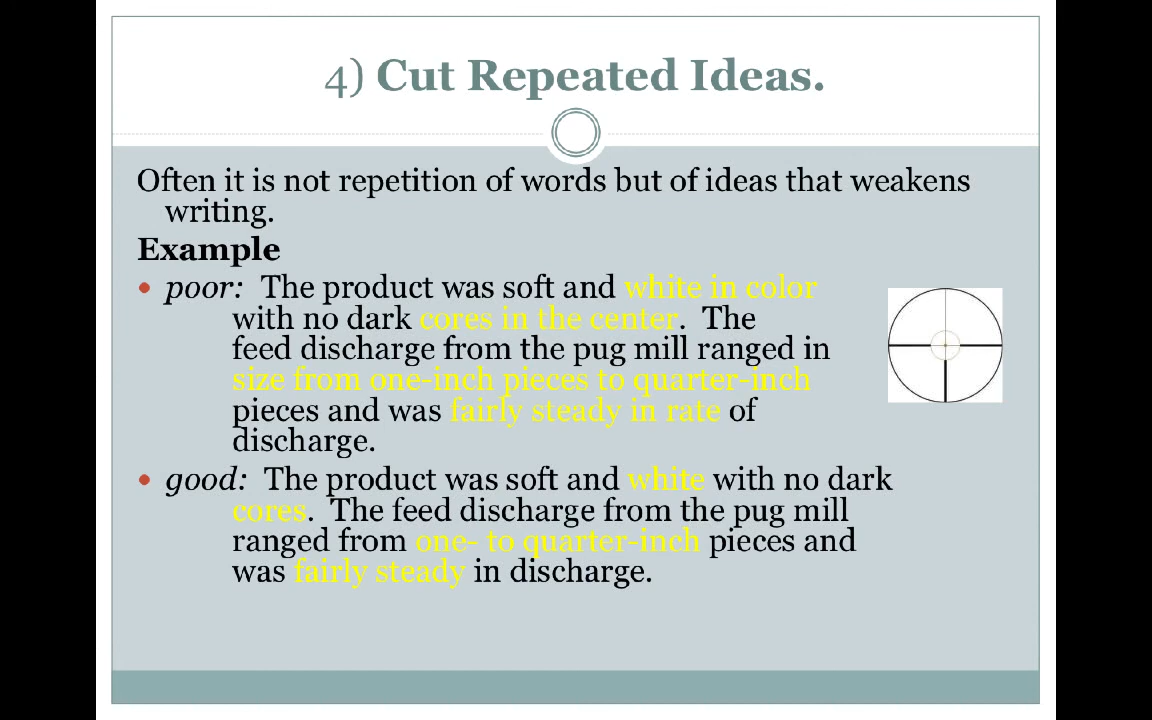 4) Cut Repeated Ideas.
Often it is not repetition of words but of ideas that weakens
writing.
Example
• poor: The product was soft and white in color
with no dark cores in the center. The
feed discharge from the pug mill ranged in
size from one-inch pieces to quarter-inch
pieces and was fairly steady in rate of
discharge.
• good: The product was soft and white with no dark
cores. The feed discharge from the pug mill
ranged from one- to quarter-inch pieces and
was fairly steady in discharge.